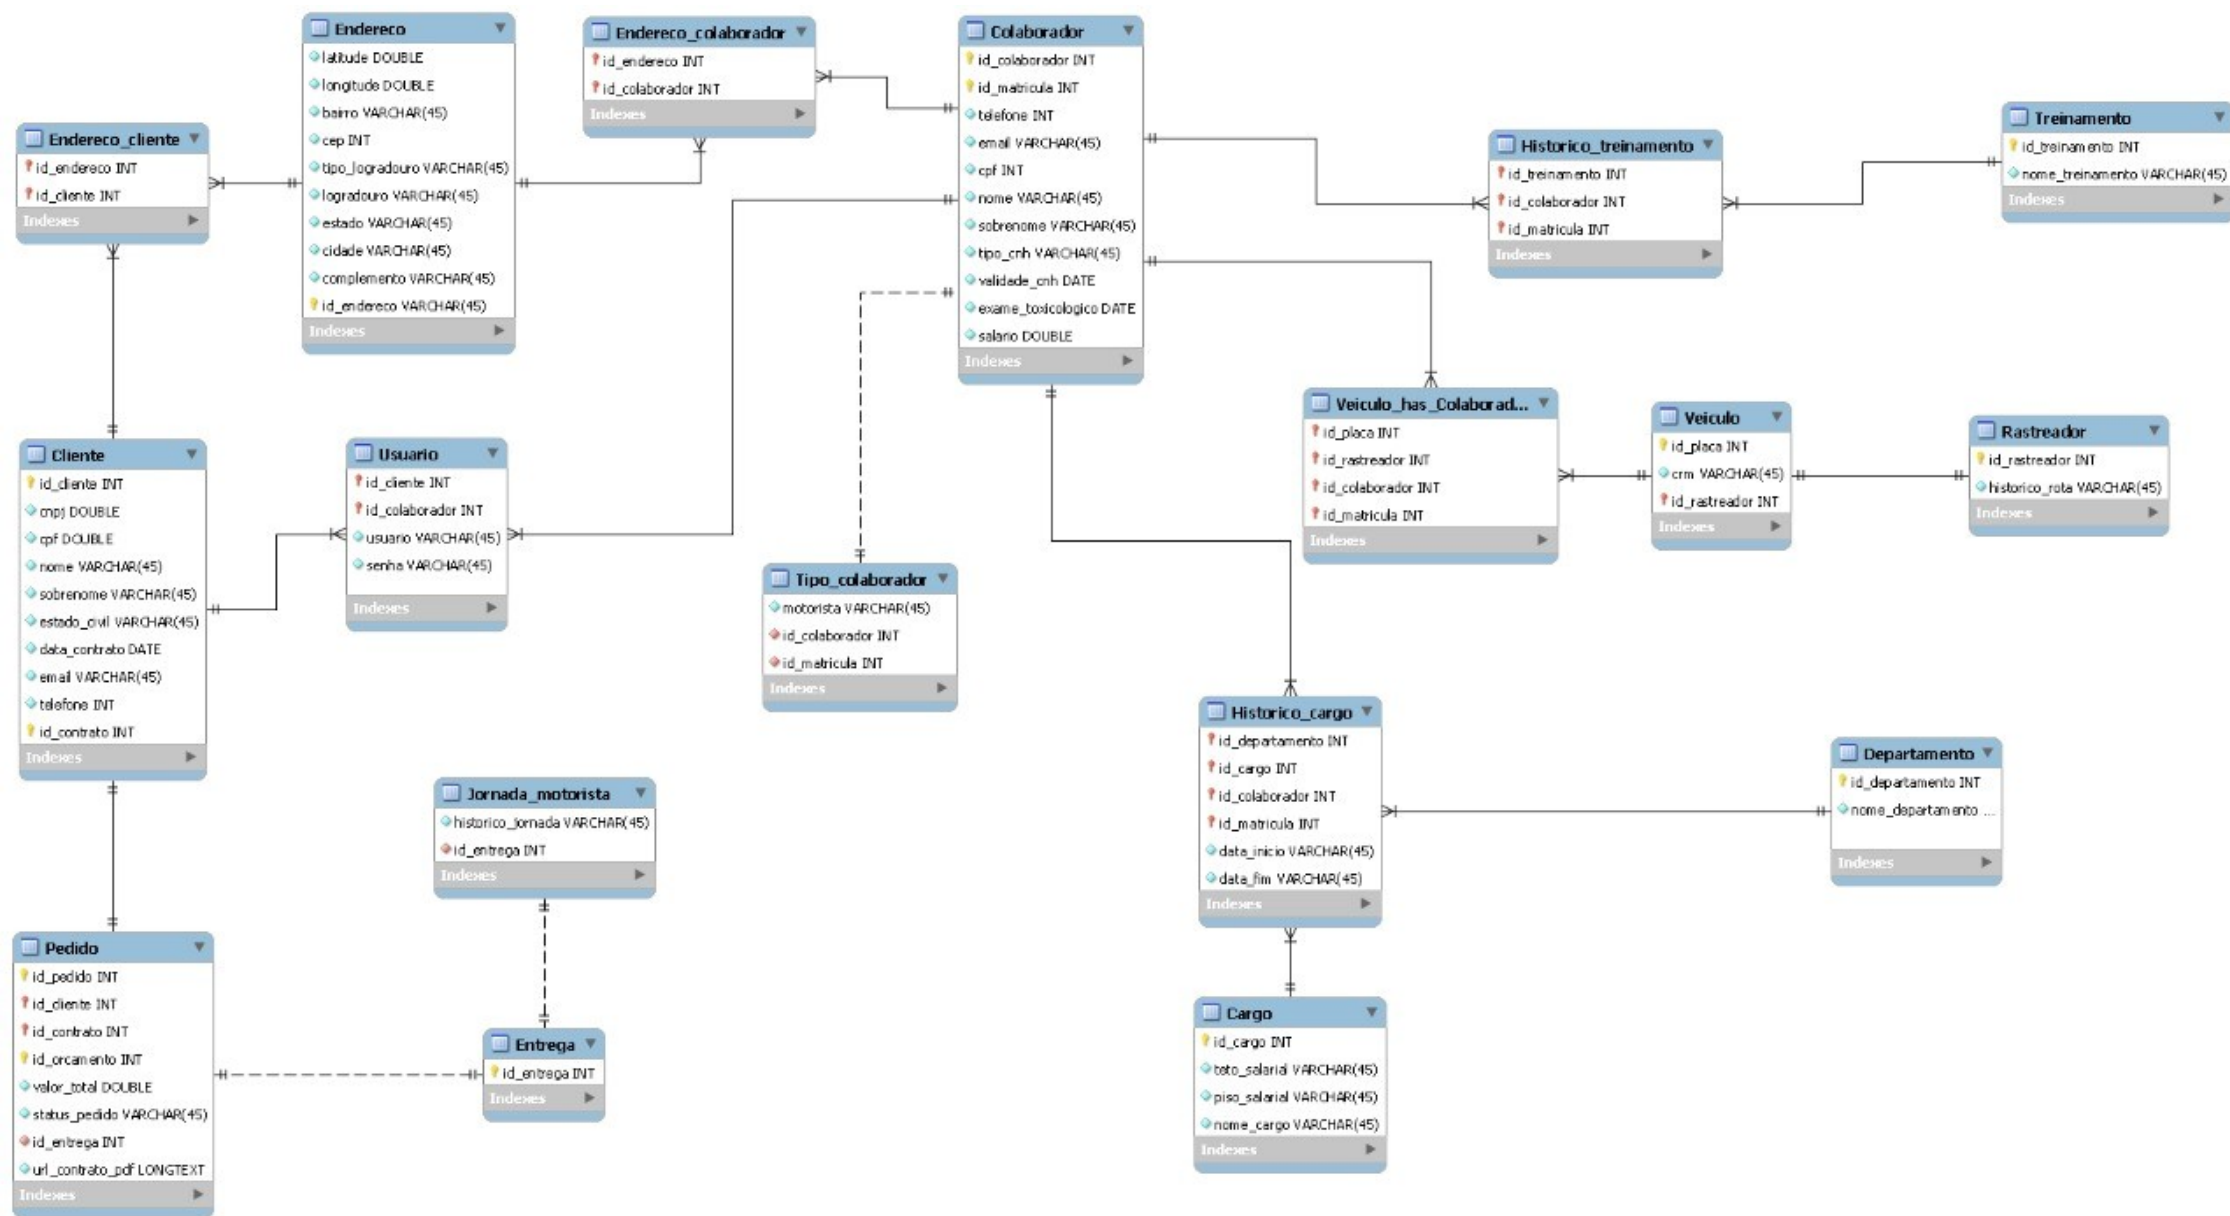 Endereco
latitude DOUBLE
longitude DOUBLE
bairro VARCHAR(45)
cep INT
tipo_logradouro VARCHAR(45)
logradouro VARCHAR(45)
estado VARCHAR(45)
cidade VARCHAR(45)
complemento VARCHAR(45)
id_endereco VARCHAR(45)
Indexes
Endereco_colaborador
id_endereco INT
id_colaborador INT
Indexes
Colaborador
id_colaborador INT
id_matricula INT
telefone INT
email VARCHAR(45)
cpf INT
nome VARCHAR(45)
sobrenome VARCHAR(45)
tipo_cnh VARCHAR(45)
validade_cnh DATE
exame_toxicologico DATE
salario DOUBLE
Indexes
Endereco_cliente
id_endereco INT
id_cliente INT
Indexes
Historico_treinamento
id_treinamento INT
id_colaborador INT
id_matricula INT
Indexes
Treinamento
id_treinamento INT
nome_treinamento VARCHAR(45)
Indexes
Cliente
id_cliente INT
cnpj DOUBLE
cpf DOUBLE
nome VARCHAR(45)
sobrenome VARCHAR(45)
estado_civil VARCHAR(45)
data_contrato DATE
email VARCHAR(45)
telefone INT
id_contrato INT
Indexes
Usuario
id_cliente INT
id_colaborador INT
usuario VARCHAR(45)
senha VARCHAR(45)
Indexes
Tipo_colaborador
motorista VARCHAR(45)
id_colaborador INT
id_matricula INT
Indexes
Veiculo_has_Colaborad...
id_placa INT
id_rastreador INT
id_colaborador INT
id_matricula INT
Indexes
Veiculo
id_placa INT
crm VARCHAR(45)
id_rastreador INT
Indexes
Rastreador
id_rastreador INT
historico_rota VARCHAR(45)
Indexes
Historico_cargo
id_departamento INT
id_cargo INT
id_colaborador INT
id_matricula INT
data_inicio VARCHAR(45)
data_fim VARCHAR(45)
Indexes
Departamento
id_departamento INT
nome_departamento ...
Indexes
Jornada_motorista
historico_jornada VARCHAR(45)
id_entrega INT
Indexes
Pedido
id_pedido INT
id_cliente INT
id_contrato INT
id_orcamento INT
valor_total DOUBLE
status_pedido VARCHAR(45)
id_entrega INT
url_contrato_pdf LONGTEXT
Indexes
Entrega
id_entrega INT
Indexes
Cargo
id_cargo INT
teto_salarial VARCHAR(45)
piso_salarial VARCHAR(45)
nome_cargo VARCHAR(45)
Indexes